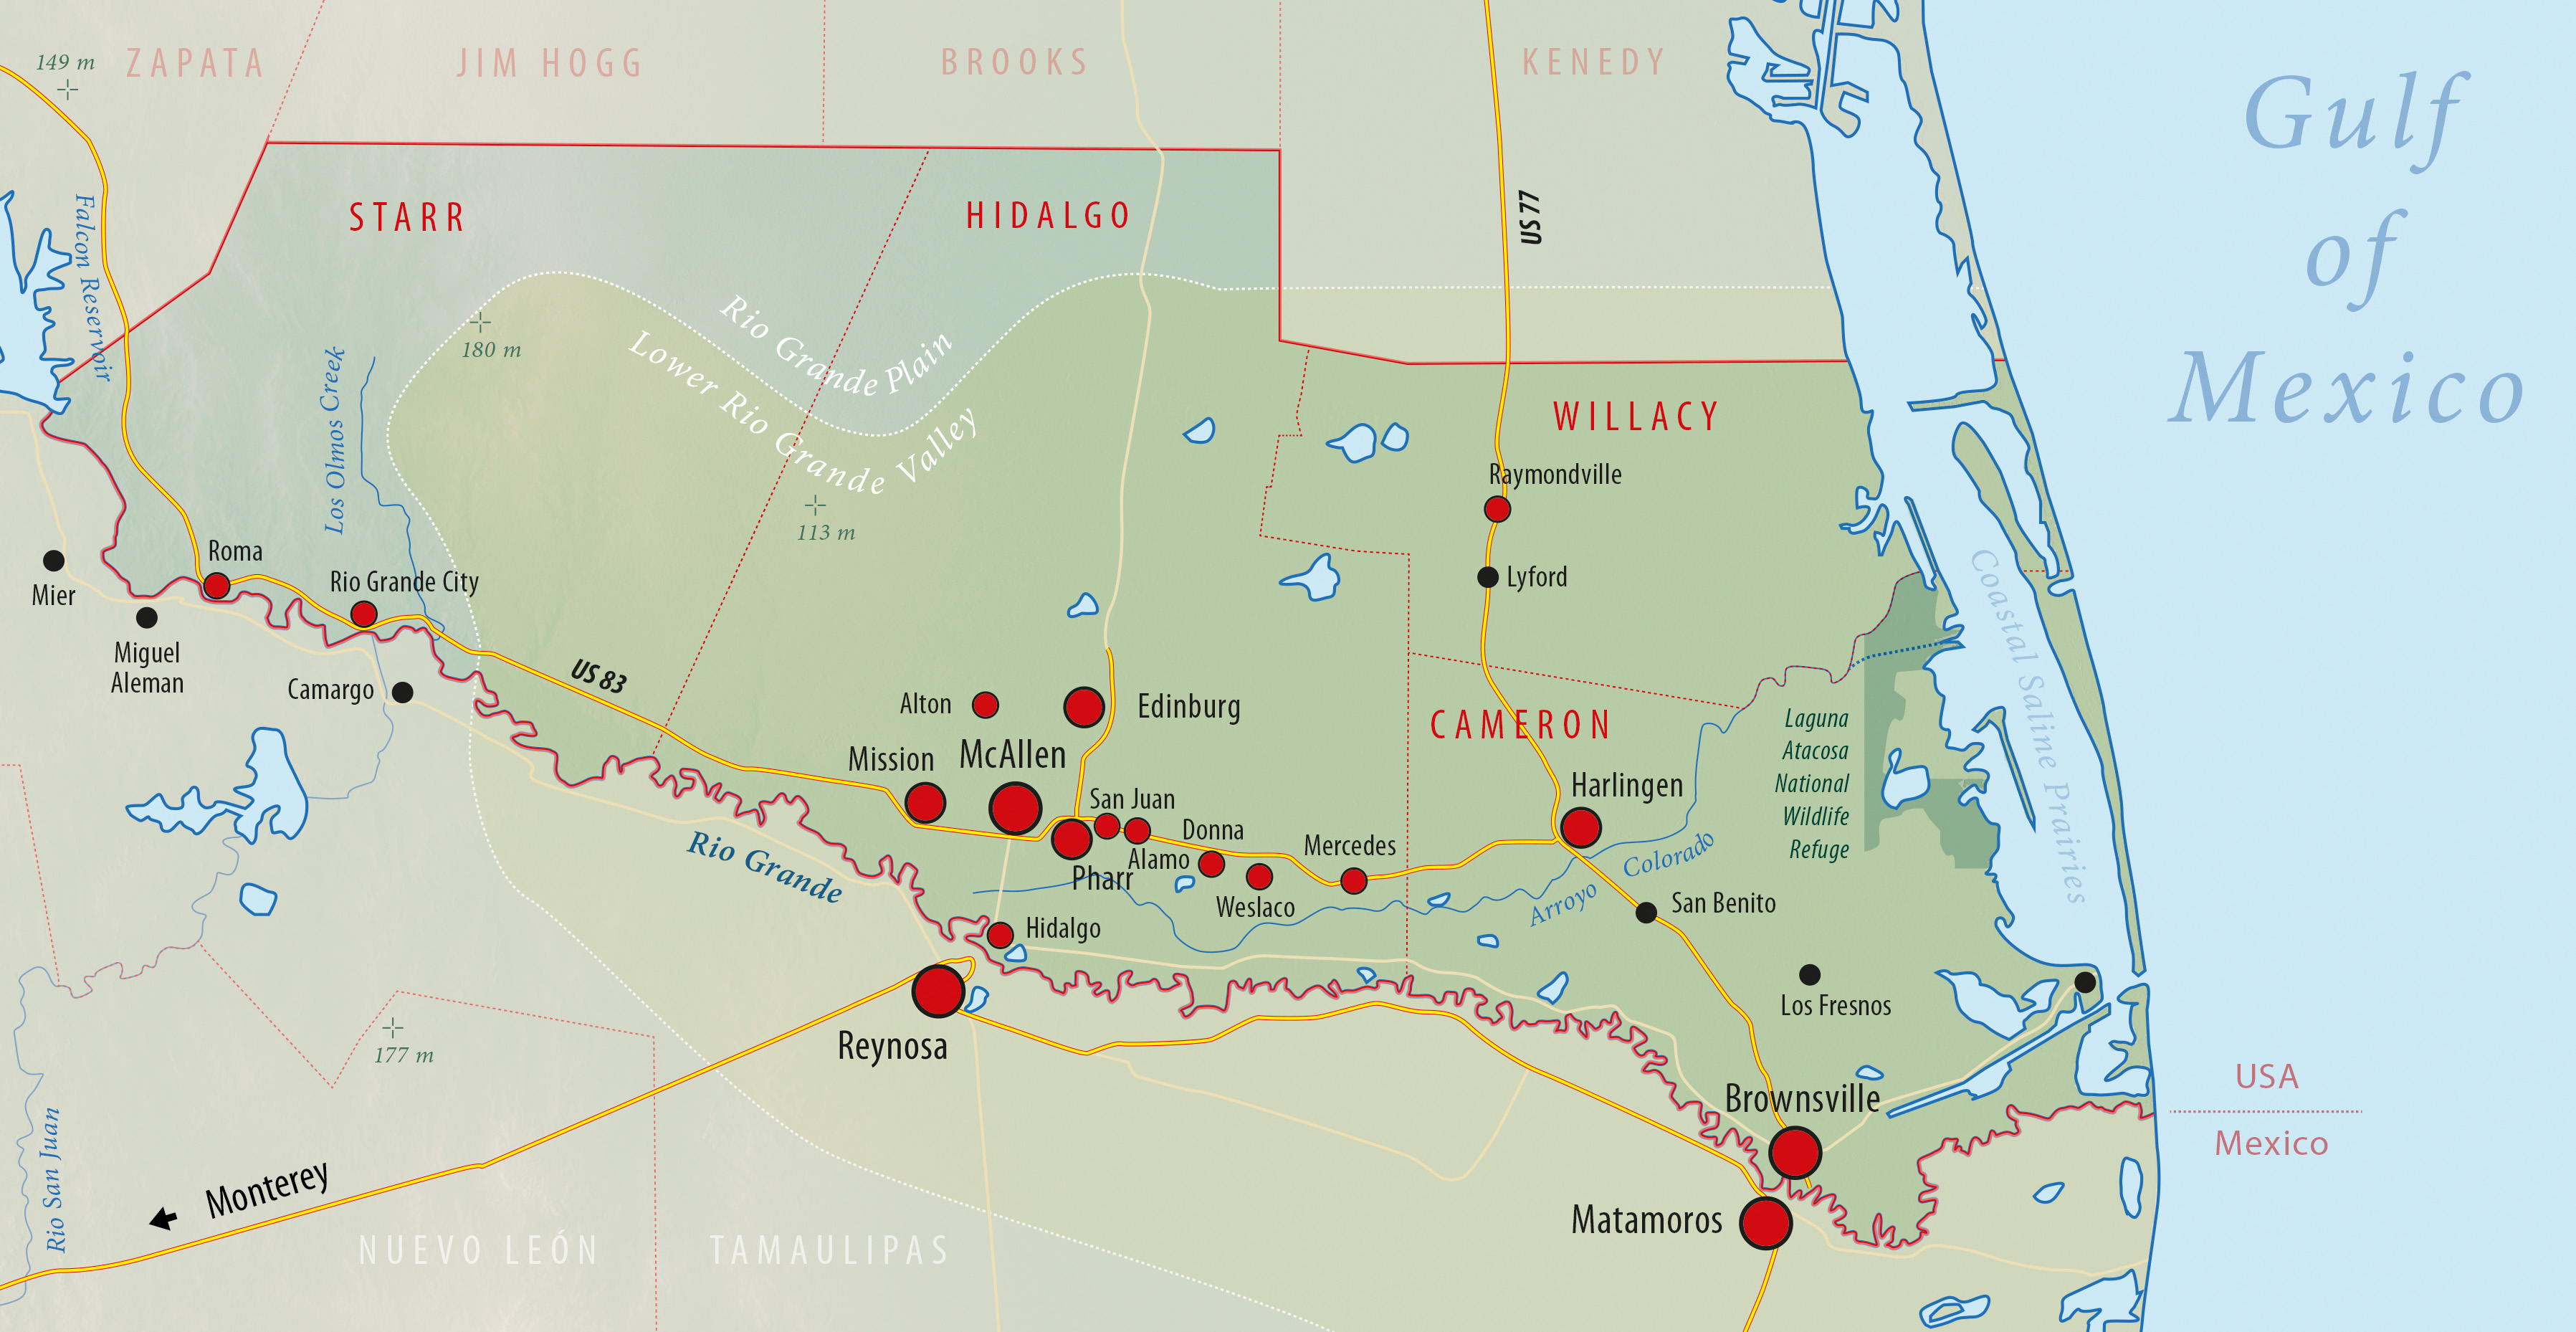 ZAPATA
JIM HOGG
BROOKS
KENEDY
149 m
Gulf
of
Mexico
STARR
HIDALGO
US 77
Falcon Reservoir
Rio Grande Plain
Lower Rio Grande Valley
180 m
Los Olmos Creek
WILLACY
Raymondville
113 m
Roma
Rio Grande City
Lyford
Mier
Miguel
Aleman
Camargo
US 83
Coastal Saline Prairies
Alton
Edinburg
Mission
McAllen
CAMERON
Laguna
Atacosa
National
Wildlife
Refuge
San Juan
Harlingen
Donna
Alamo
Mercedes
Pharr
Rio Grande
Weslaco
Arroyo Colorado
San Benito
Hidalgo
Los Fresnos
Reynosa
177 m
Brownsville
USA
Mexico
Rio San Juan
Monterey
Matamoros
NUEVO LEÓN
TAMAULIPAS